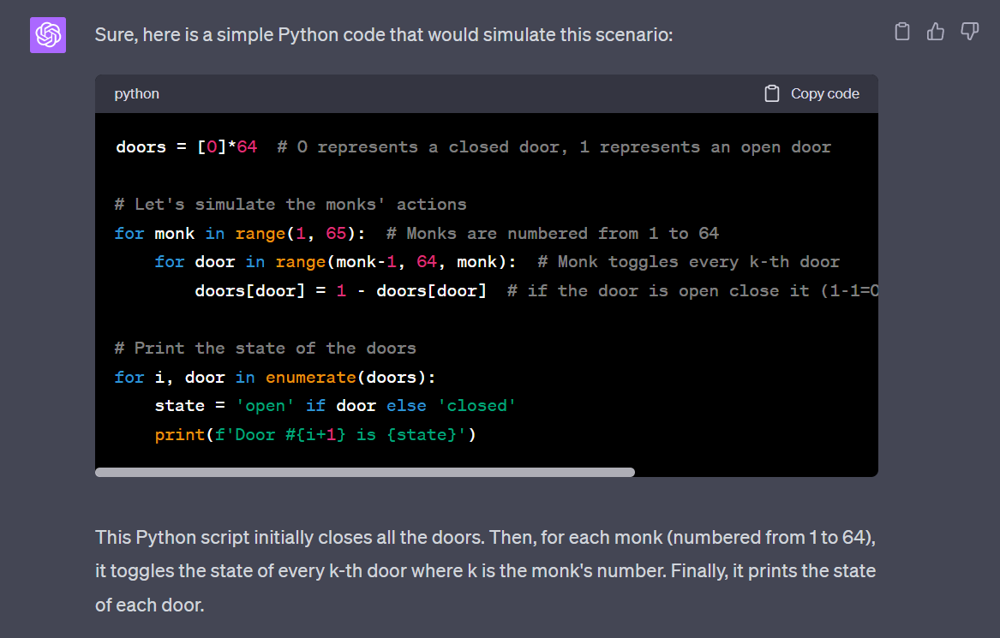 Sure, here is a simple Python code that would simulate this scenario:
python
Copy code
doors = [0]*64  # 0 represents a closed door, 1 represents an open door
# Let's simulate the monks' actions
for monk in range(1, 65):  # Monks are numbered from 1 to 64
    for door in range(monk-1, 64, monk):  # Monk toggles every k-th door
        doors[door] = 1 - doors[door]  # if the door is open close it (1-1=0
# Print the state of the doors
for i, door in enumerate(doors):
    state = 'open' if door else 'closed'
    print(f'Door #{i+1} is {state}')
This Python script initially closes all the doors. Then, for each monk (numbered from 1 to 64),
it toggles the state of every k-th door where k is the monk's number. Finally, it prints the state
of each door.